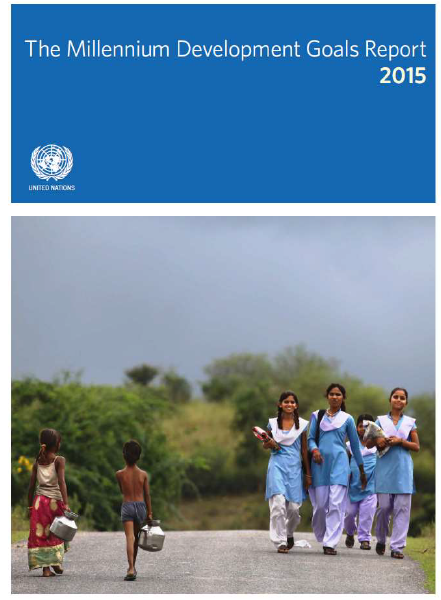 The Millennium Development Goals Report
2015
UNITED NATIONS